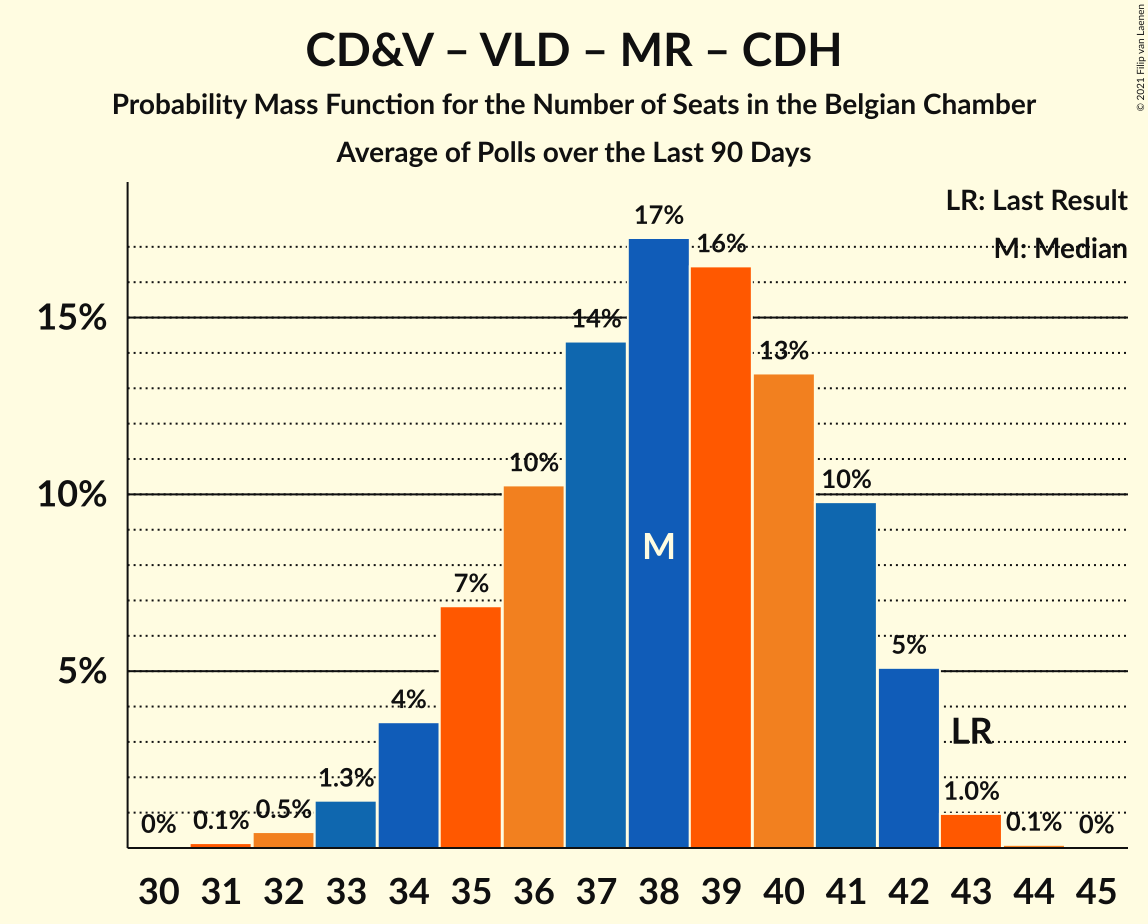 CD&V – VLD – MR – CDH
Probability Mass Function for the Number of Seats in the Belgian Chamber
Average of Polls over the Last 90 Days
© 2021 Filip van Laenen
LR: Last Result
M: Median
15%
10%
5%
0%
0.1%
0.5%
1.3%
4%
7%
10%
14%
17%
16%
13%
10%
5%
1.0%
0.1%
0%
M
LR
30 31 32 33 34 35 36 37 38 39 40 41 42 43 44 45